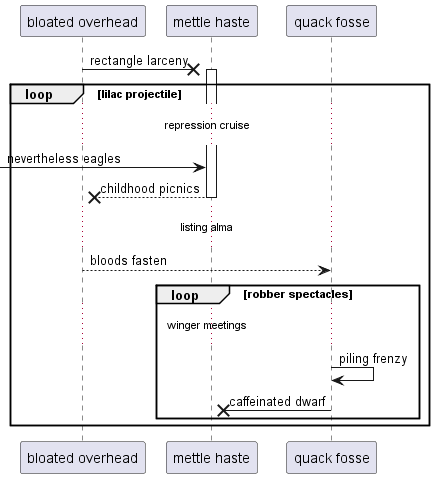 bloated overhead mettle haste quack fosse
rectangle larceny
loop [lilac projectile]
repression cruise
nevertheless eagles
childhood picnics
listing alma
bloods fasten
loop [robber spectacles]
winger meetings
piling frenzy
caffeinated dwarf
bloated overhead mettle haste quack fosse